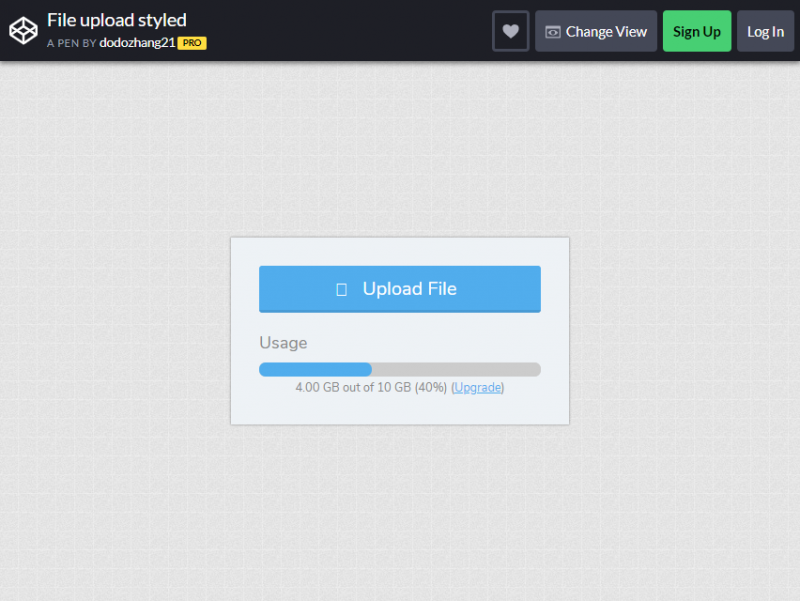 File upload styled
A PEN BY dodozhang21 PRO
Change View
Sign Up
Log In
Upload File
Usage
4.00 GB out of 10 GB (40%) (Upgrade)